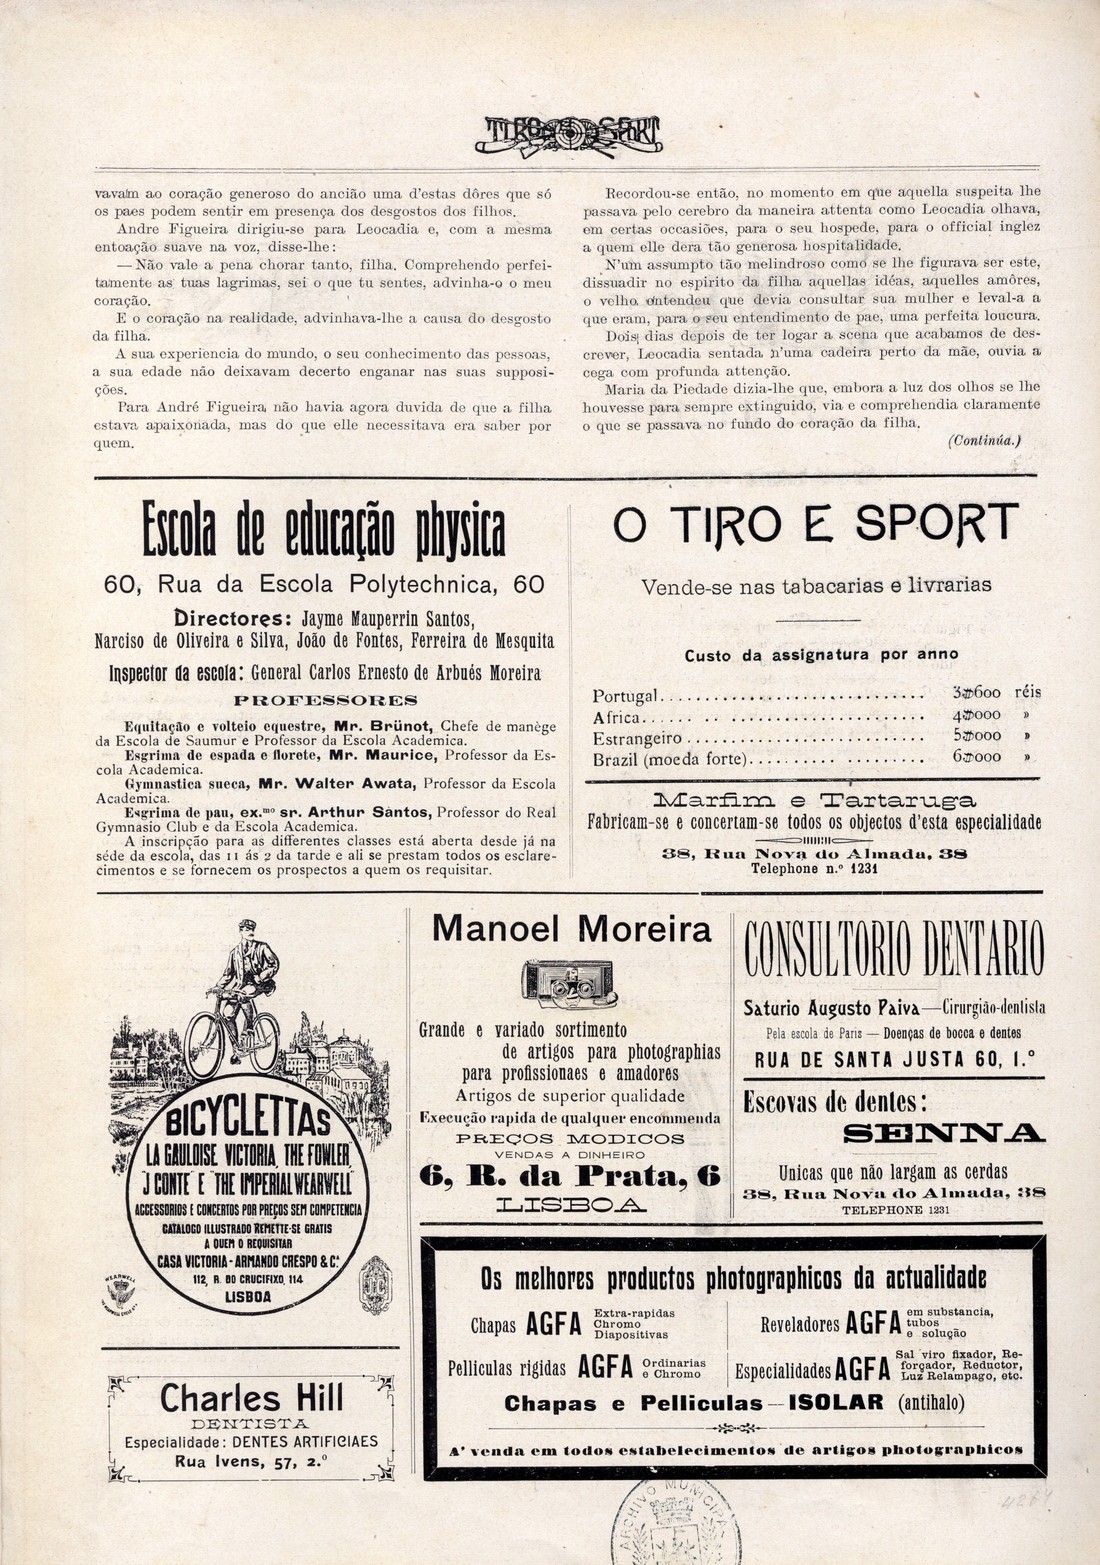 TIRO E SPORT
vavam ao coração generoso do ancião uma d'estas dôres que só
os paes podem sentir em presença dos desgostos dos filhos.
Andre Figueira dirigiu-se para Leocadia e, com a mesma
entoação suave na voz, disse-lhe:
— Não vale a pena chorar tanto, filha. Comprehendo perfei-
tamente as tuas lagrimas, sei o que tu sentes, advinha-o o meu
coração.
E o coração na realidade, advinhava-lhe a causa do desgosto
da filha.
A sua experiencia do mundo, o seu conhecimento das pessoas,
a sua edade não deixavam decerto enganar nas suas supposi-
ções.
Para André Figueira não havia agora duvida de que a filha
estava apaixonada, mas do que elle necessitava era saber por
quem.
Recordou-se então, no momento em que aquella suspeita lhe
passava pelo cerebro da maneira attenta como Leocadia olhava,
em certas occasiões, para o seu hospede, para o official inglez
a quem elle dera tão generosa hospitalidade.
N'um assumpto tão melindroso como se lhe figurava ser este,
dissuadir no espirito da filha aquellas idéas, aquelles amôres,
o velho entendeu que devia consultar sua mulher e leval-a a
que eram, para o seu entendimento de pae, uma perfeita loucura.
Dois dias depois de ter logar a scena que acabamos de des-
crever, Leocadia sentada n'uma cadeira perto da mãe, ouvia a
cega com profunda attenção.
Maria da Piedade dizia-lhe que, embora a luz dos olhos se lhe
houvesse para sempre extinguido, via e comprehendia claramente
o que se passava no fundo do coração da filha.
(Continúa.)
Escola de educação physica
60, Rua da Escola Polytechnica, 60
Directores: Jayme Mauperrin Santos,
Narciso de Oliveira e Silva, João de Fontes, Ferreira de Mesquita
Inspector da escola: General Carlos Ernesto de Arbués Moreira
PROFESSORES
Equitação e volteio equestre, Mr. Brünot, Chefe de manège
da Escola de Saumur e Professor da Escola Academica.
Esgrima de espada e florete, Mr. Maurice, Professor da Es-
cola Academica.
Gymnastica sueca, Mr. Walter Awata, Professor da Escola
Academica.
Esgrima de pau, ex.mo sr. Arthur Santos, Professor do Real
Gymnasio Club e da Escola Academica.
A inscripção para as differentes classes está aberta desde já na
séde da escola, das 11 ás 2 da tarde e ali se prestam todos os esclare-
cimentos e se fornecem os prospectos a quem os requisitar.
O TIRO E SPORT
Vende-se nas tabacarias e livrarias
Custo da assignatura por anno
Portugal............................ 3$600 réis
Africa...... .. ..................... 4$000 »
Estrangeiro......................... 5$000 »
Brazil (moeda forte).......... ........ 6$000 »
Marfim e Tartaruga
Fabricam-se e concertam-se todos os objectos d'esta especialidade
38, Rua Nova do Almada, 38
Telephone n.º 1231
BICYCLETTAS
LA GAULOISE, VICTORIA, THE FOWLER
J CONTE E THE IMPERIAL WEARWELL
ACCESSORIOS E CONCERTOS POR PREÇOS SEM COMPETENCIA
CATALOGO ILLUSTRADO REMETTE-SE GRATIS
A QUEM O REQUISITAR
CASA VICTORIA - ARMANDO CRESPO & C.ª
112, R. DO CRUCIFIXO, 114
LISBOA
WEARWELL
Charles Hill
DENTISTA
Especialidade: DENTES ARTIFICIAES
Rua Ivens, 57, 2.º
Manoel Moreira
Grande e variado sortimento
de artigos para photographias
para profissionaes e amadores
Artigos de superior qualidade
Execução rapida de qualquer encommenda
PREÇOS MODICOS
VENDAS A DINHEIRO
6, R. da Prata, 6
LISBOA
CONSULTORIO DENTARIO
Saturio Augusto Paiva—Cirurgião-dentista
Pela escola de Paris — Doenças de bocca e dentes
RUA DE SANTA JUSTA 60, 1.º
Escovas de dentes:
SENNA
Unicas que não largam as cerdas
38, Rua Nova do Almada, 38
TELEPHONE 1231
Os melhores productos photographicos da actualidade
Chapas AGFA Extra-rapidas
Chromo
Diapositivas
Reveladores AGFA em substancia,
tubos
e solução
Pelliculas rigidas AGFA Ordinarias
e Chromo
Especialidades AGFA Sal viro fixador, Re-
forçador, Reductor,
Luz Relampago, etc.
Chapas e Pelliculas — ISOLAR (antihalo)
A' venda em todos estabelecimentos de artigos photographicos
ARCHIVO MUNICIPA